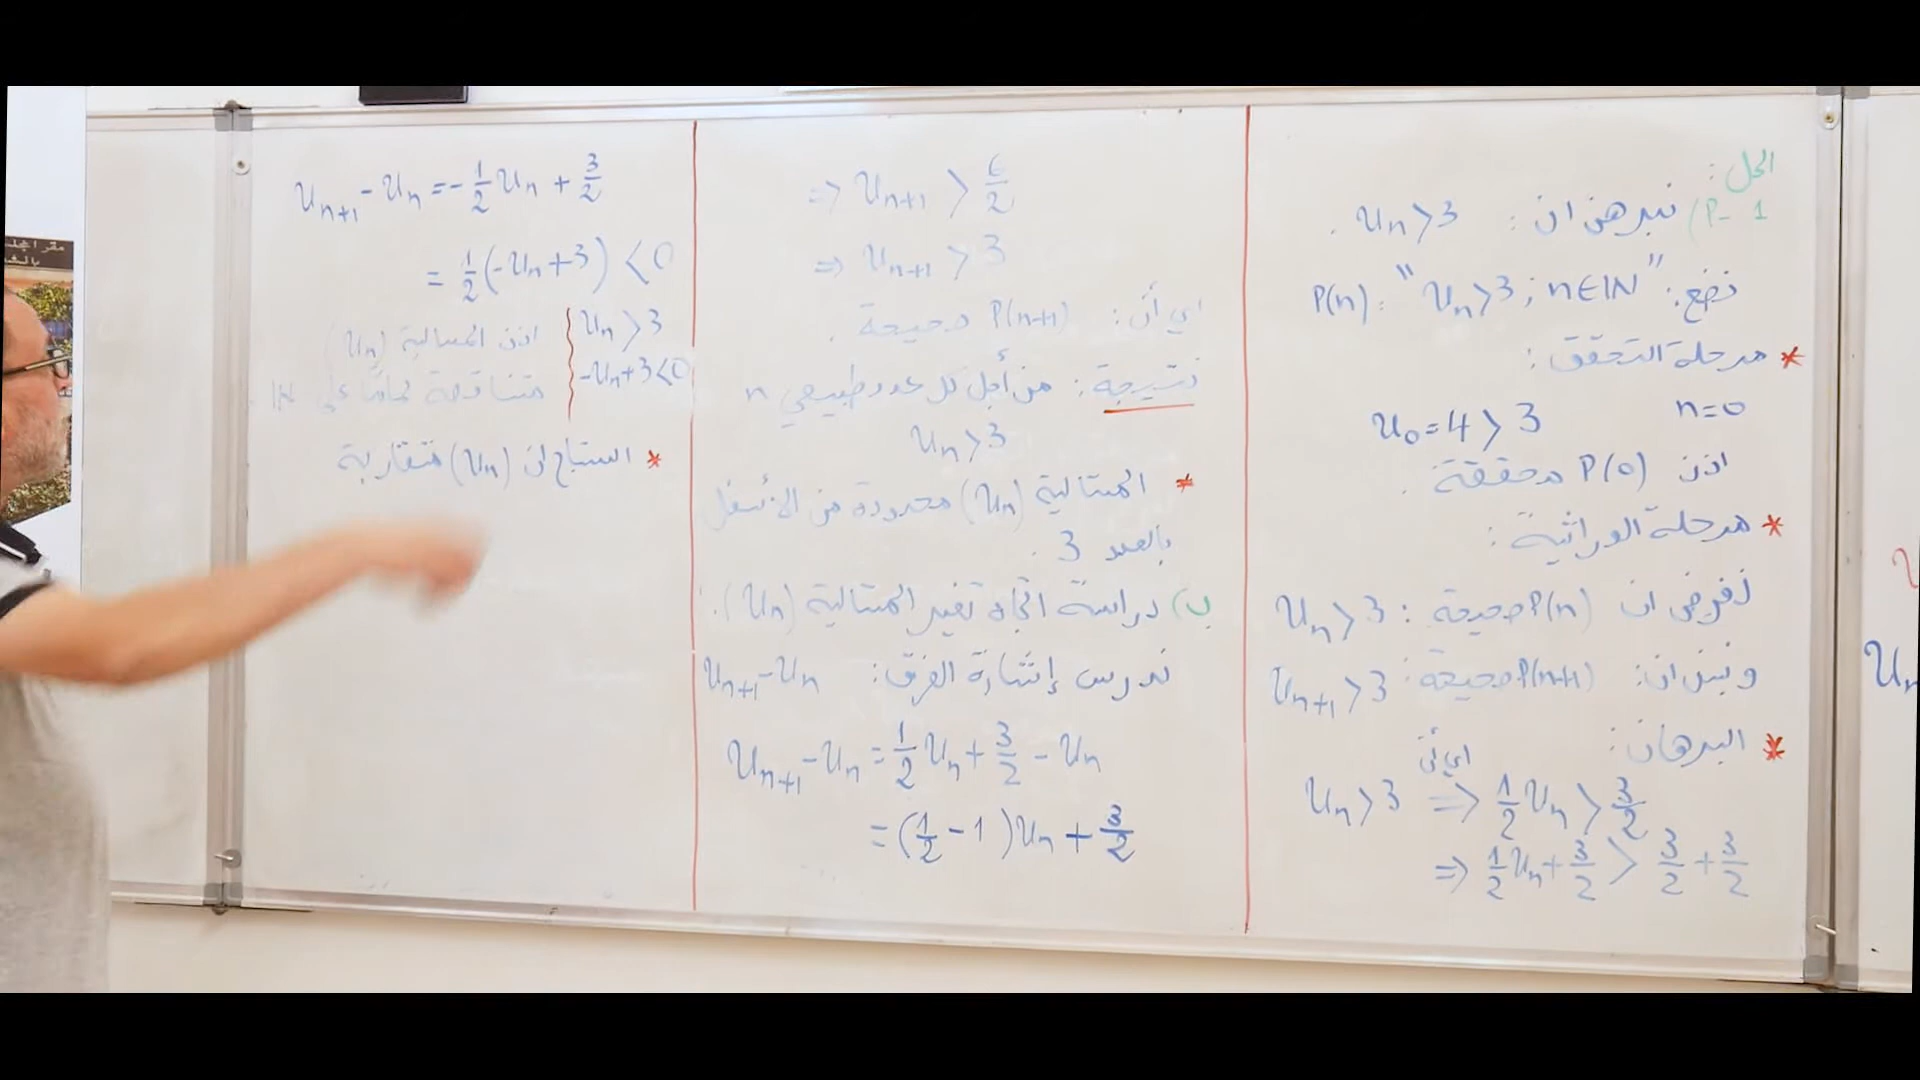 الحل:
1 - P) نبرهن ان : Un > 3 .
نضع: P(n) : " Un > 3 ; n ∈ IN "
* مرحلة التحقق :
n = 0 U0 = 4 > 3
اذن P(0) محققة .
* مرحلة الوراثية :
نفرض ان P(n) صحيحة : Un > 3
ونبين ان: P(n+1) صحيحة : Un+1 > 3
* البرهان :
اي ان
Un > 3 => 1/2 Un > 3/2
=> 1/2 Un + 3/2 > 3/2 + 3/2
=> Un+1 > 6/2
=> Un+1 > 3
اي أن : P(n+1) صحيحة .
نتيجة : من أجل كل عدد طبيعي n
Un > 3
* المتتالية (Un) محدودة من الأسفل
بالعدد 3 .
ب) دراسة اتجاه تغير المتتالية (Un) .
ندرس إشارة الفرق: Un+1 - Un
Un+1 - Un = 1/2 Un + 3/2 - Un
= (1/2 - 1) Un + 3/2
Un+1 - Un = - 1/2 Un + 3/2
= 1/2 (-Un + 3) < 0
Un > 3
-Un + 3 < 0
اذن المتتالية (Un)
متناقصة تماما على IN .
* استنتاج ان (Un) متقاربة